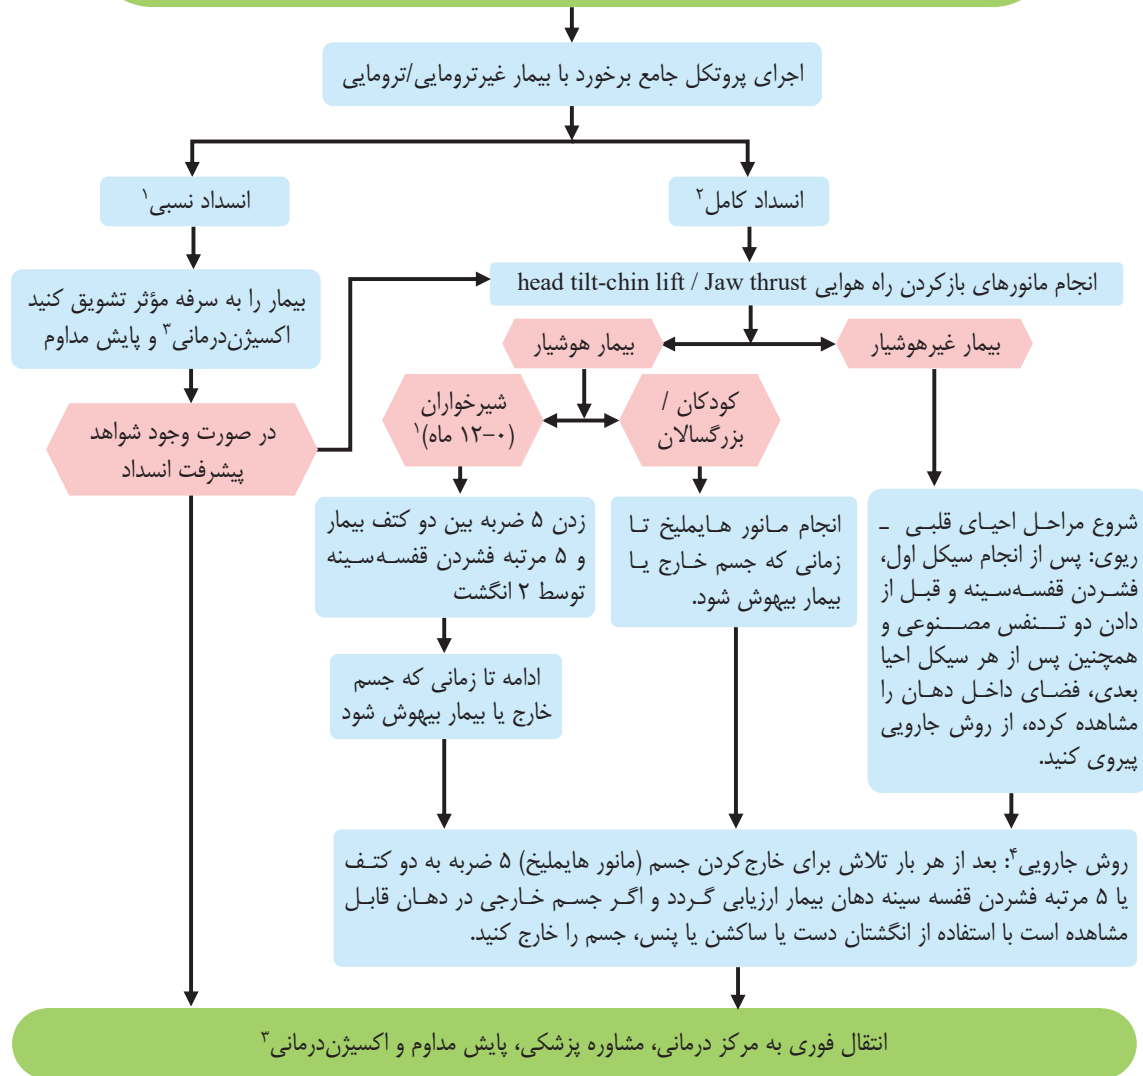 اجرای پروتکل جامع برخورد با بیمار غیرترومایی/ترومایی
انسداد کامل۲
انسداد نسبی۱
انجام مانورهای بازکردن راه هوایی head tilt-chin lift / Jaw thrust
بیمار را به سرفه مؤثر تشویق کنید
اکسیژن‌درمانی۳ و پایش مداوم
بیمار غیرهوشیار
بیمار هوشیار
کودکان /
بزرگسالان
شیرخواران
(۰-۱۲ ماه)۱
در صورت وجود شواهد
پیشرفت انسداد
شروع مراحل احیای قلبی ـ
ریوی: پس از انجام سیکل اول،
فشردن قفسه‌سینه و قبل از
دادن دو تنفس مصنوعی و
همچنین پس از هر سیکل احیا
بعدی، فضای داخل دهان را
مشاهده کرده، از روش جارویی
پیروی کنید.
انجام مانور هایملیخ تا
زمانی که جسم خارج یا
بیمار بیهوش شود.
زدن ۵ ضربه بین دو کتف بیمار
و ۵ مرتبه فشردن قفسه‌سینه
توسط ۲ انگشت
ادامه تا زمانی که جسم
خارج یا بیمار بیهوش شود
روش جارویی۴: بعد از هر بار تلاش برای خارج‌کردن جسم (مانور هایملیخ) ۵ ضربه به دو کتف
یا ۵ مرتبه فشردن قفسه سینه دهان بیمار ارزیابی گردد و اگر جسم خارجی در دهان قابل
مشاهده است با استفاده از انگشتان دست یا ساکشن یا پنس، جسم را خارج کنید.
انتقال فوری به مرکز درمانی، مشاوره پزشکی، پایش مداوم و اکسیژن‌درمانی۳